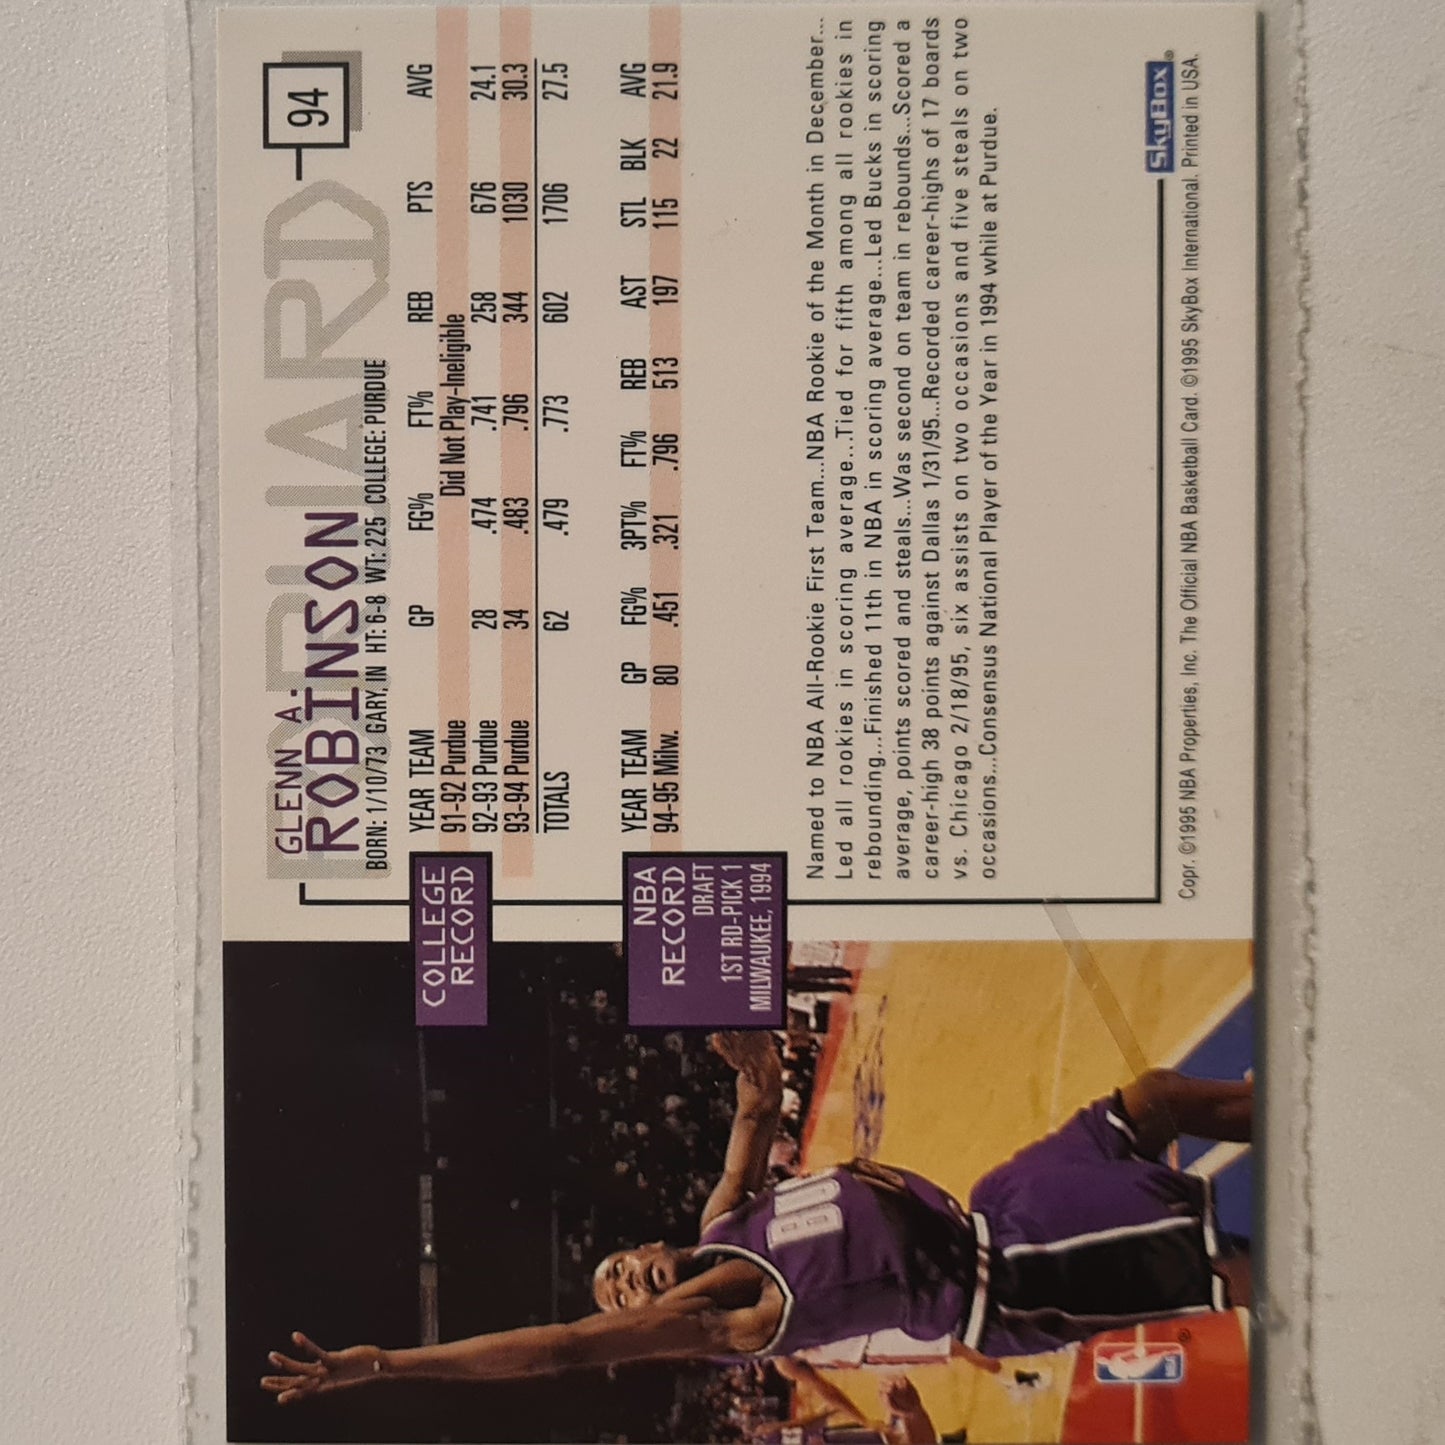 94
GLENN A.
ROBINSON
BORN: 1/10/73 GARY, IN HT: 6-8 WT: 225 COLLEGE: PURDUE
COLLEGE
RECORD
YEAR TEAM GP FG% FT% REB PTS AVG
91-92 Purdue Did Not Play-Ineligible
92-93 Purdue 28 .474 .741 258 676 24.1
93-94 Purdue 34 .483 .796 344 1030 30.3
TOTALS 62 .479 .773 602 1706 27.5
NBA
RECORD
DRAFT
1ST RD-PICK 1
MILWAUKEE, 1994
YEAR TEAM GP FG% 3PT% FT% REB AST STL BLK AVG
94-95 Milw. 80 .451 .321 .796 513 197 115 22 21.9
Named to NBA All-Rookie First Team...NBA Rookie of the Month in December...
Led all rookies in scoring average...Tied for fifth among all rookies in
rebounding...Finished 11th in NBA in scoring average...Led Bucks in scoring
average, points scored and steals...Was second on team in rebounds...Scored a
career-high 38 points against Dallas 1/31/95...Recorded career-highs of 17 boards
vs. Chicago 2/18/95, six assists on two occasions and five steals on two
occasions...Consensus National Player of the Year in 1994 while at Purdue.
SkyBox®
Copr. ©1995 NBA Properties, Inc. The Official NBA Basketball Card. ©1995 SkyBox International. Printed in USA.
BUC
NBA
®